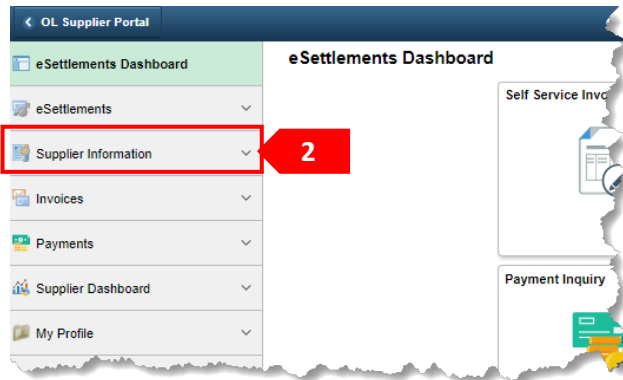 OL Supplier Portal
eSettlements Dashboard
eSettlements
Supplier Information
Invoices
Payments
Supplier Dashboard
My Profile
2
eSettlements Dashboard
Self Service
Payment Inquiry